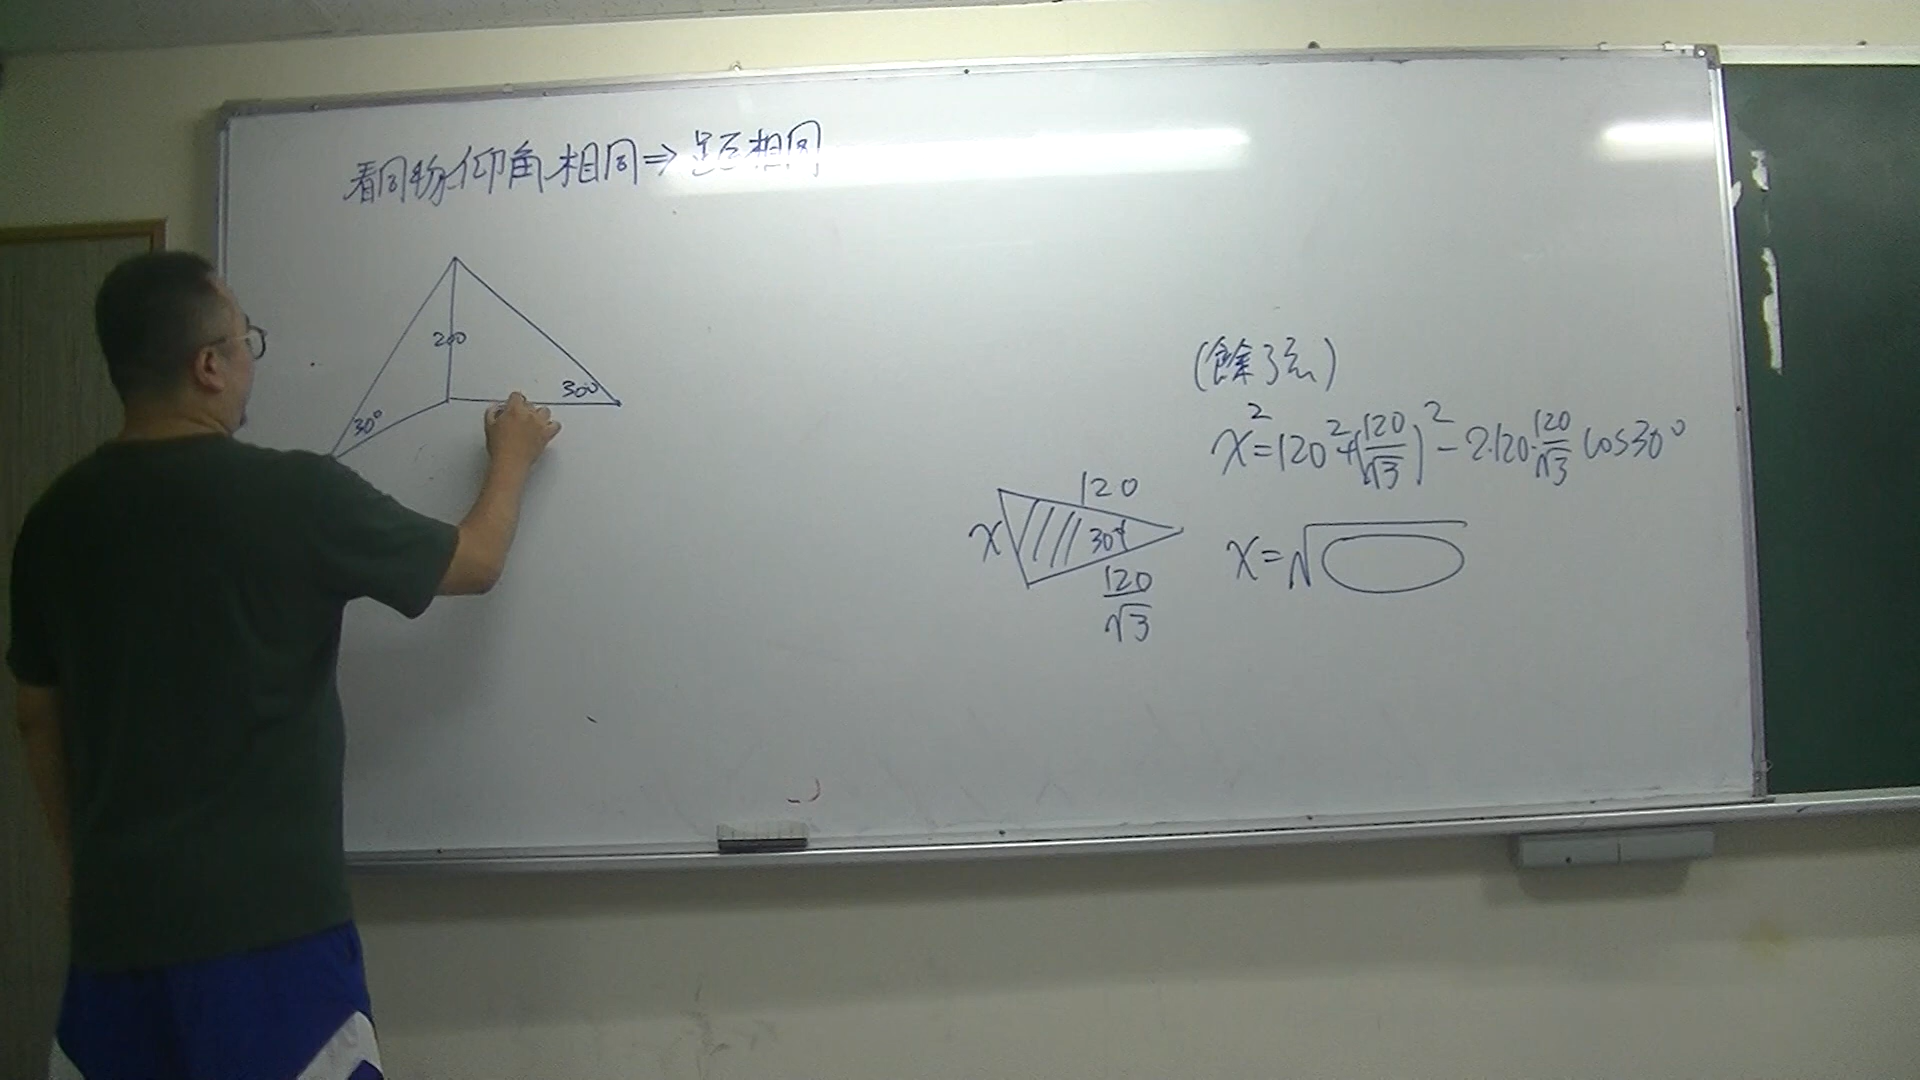 看同物仰角相同⇒距相同
200
30°
30°
(餘弦)
x²=120²+(120/√3)²-2·120·120/√3 cos30°
120
x
30°
120/√3
x=√